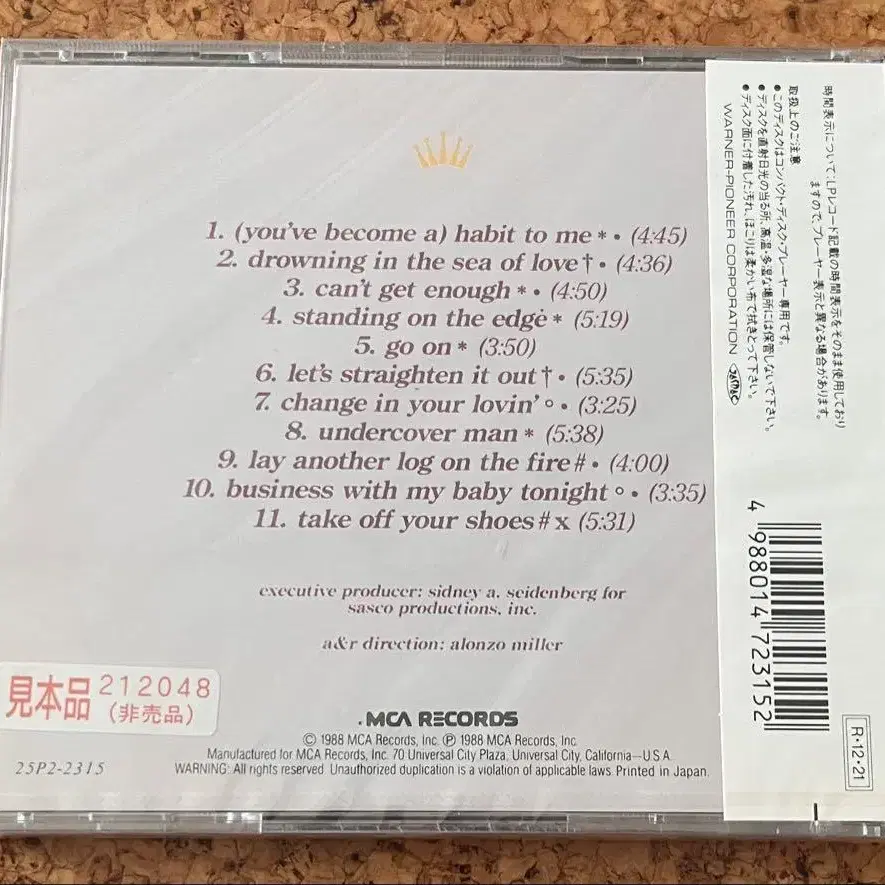 1. (you've become a) habit to me * • (4:45)
2. drowning in the sea of love † • (4:36)
3. can't get enough * • (4:50)
4. standing on the edge * (5:19)
5. go on * (3:50)
6. let's straighten it out † • (5:35)
7. change in your lovin' ° • (3:25)
8. undercover man * (5:38)
9. lay another log on the fire # • (4:00)
10. business with my baby tonight ° • (3:35)
11. take off your shoes # x (5:31)
executive producer: sidney a. seidenberg for
sasco productions, inc.
a&r direction: alonzo miller
見本品 212048
(非売品)
MCA RECORDS
© 1988 MCA Records, Inc. ℗ 1988 MCA Records, Inc.
Manufactured for MCA Records, Inc. 70 Universal City Plaza, Universal City, California—U.S.A.
WARNING: All rights reserved. Unauthorized duplication is a violation of applicable laws. Printed in Japan.
25P2-2315
時間表示について:LPレコード記載の時間表示をそのまま使用しており
ますので、プレーヤー表示と異なる場合があります。
取扱上のご注意
●このディスクはコンパクト・ディスク・プレーヤー専用です。
●ディスクを直射日光の当る所、高温・多湿な場所には保管しないで下さい。
●ディスク面に付着した汚れ、ほこりは柔かい布で拭きとって下さい。
WARNER-PIONEER CORPORATION
4 988014 723152
R・12・21